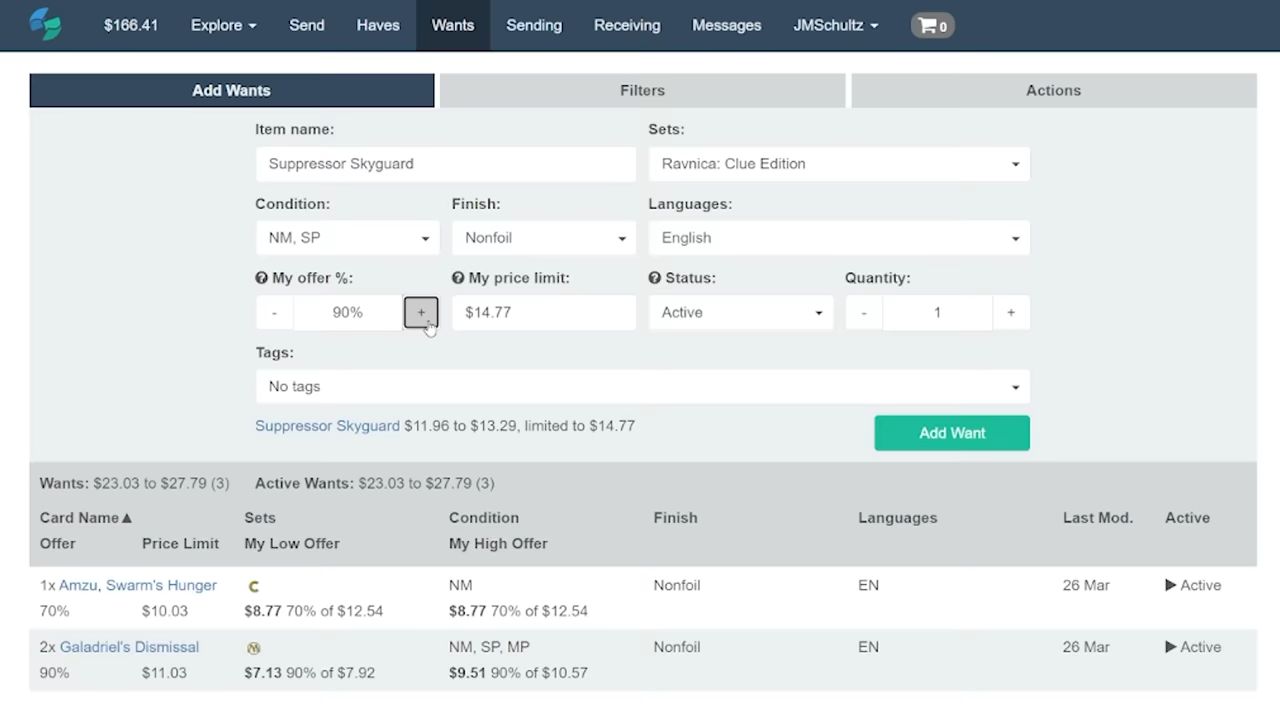 $166.41 Explore Send Haves Wants Sending Receiving Messages JMSchultz 0
Add Wants Filters Actions
Item name: Sets:
Suppressor Skyguard Ravnica: Clue Edition
Condition: Finish: Languages:
NM, SP Nonfoil English
? My offer %: ? My price limit: ? Status: Quantity:
- 90% + $14.77 Active - 1 +
Tags:
No tags
Suppressor Skyguard $11.96 to $13.29, limited to $14.77
Add Want
Wants: $23.03 to $27.79 (3) Active Wants: $23.03 to $27.79 (3)
Card Name▲ Sets Condition Finish Languages Last Mod. Active
Offer Price Limit My Low Offer My High Offer
1x Amzu, Swarm's Hunger C NM Nonfoil EN 26 Mar Active
70% $10.03 $8.77 70% of $12.54 $8.77 70% of $12.54
2x Galadriel's Dismissal NM, SP, MP Nonfoil EN 26 Mar Active
90% $11.03 $7.13 90% of $7.92 $9.51 90% of $10.57